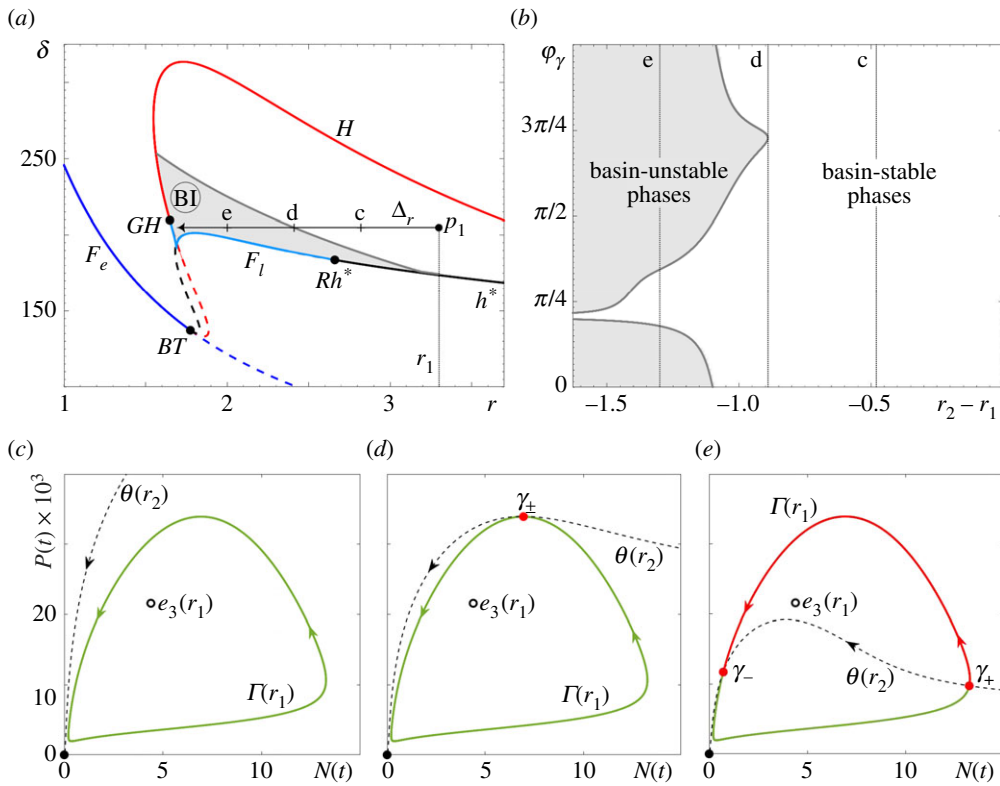 (a)
δ
250
150
H
BI
GH
e
d
c
Δr
p1
Fe
Fl
Rh*
h*
BT
r1
1
2
3
r
(b)
φγ
3π/4
π/2
π/4
0
e
d
c
basin-unstable
phases
basin-stable
phases
−1.5
−1.0
−0.5
r2 − r1
(c)
P(t) × 10³
20
10
0
θ(r2)
e3(r1)
Γ(r1)
0
5
10
N(t)
(d)
γ±
θ(r2)
e3(r1)
Γ(r1)
0
5
10
N(t)
(e)
Γ(r1)
e3(r1)
γ−
θ(r2)
γ+
0
5
10
N(t)